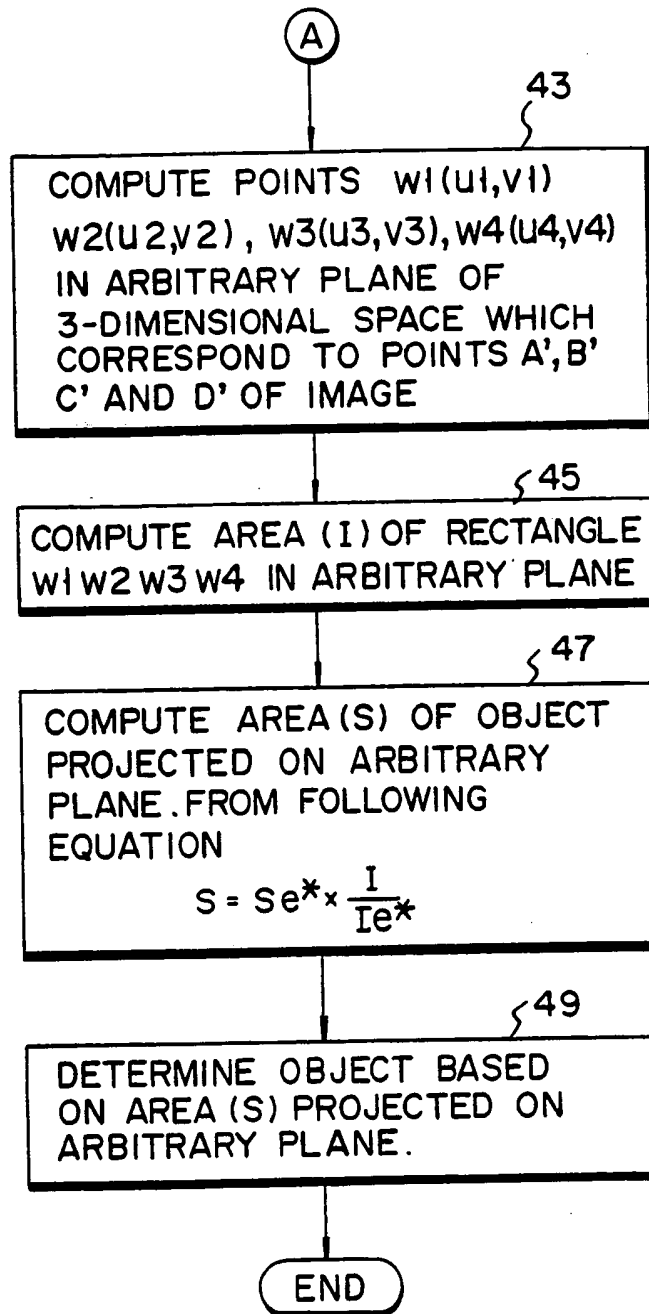 A
43
COMPUTE POINTS W1(U1,V1)
W2(U2,V2), W3(U3,V3), W4(U4,V4)
IN ARBITRARY PLANE OF
3-DIMENSIONAL SPACE WHICH
CORRESPOND TO POINTS A', B'
C' AND D' OF IMAGE
45
COMPUTE AREA (I) OF RECTANGLE
W1 W2 W3 W4 IN ARBITRARY PLANE
47
COMPUTE AREA (S) OF OBJECT
PROJECTED ON ARBITRARY
PLANE. FROM FOLLOWING
EQUATION
S = Se* × I / Ie*
49
DETERMINE OBJECT BASED
ON AREA (S) PROJECTED ON
ARBITRARY PLANE.
END